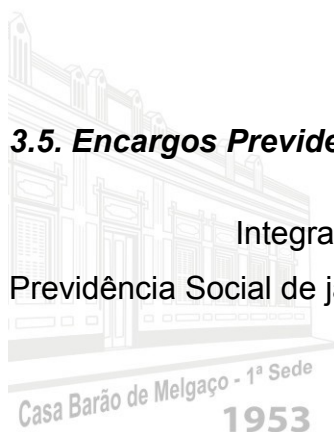 3.5. Encargos Previde
Integra
Previdência Social de j
Casa Barão de Melgaço - 1ª Sede
1953